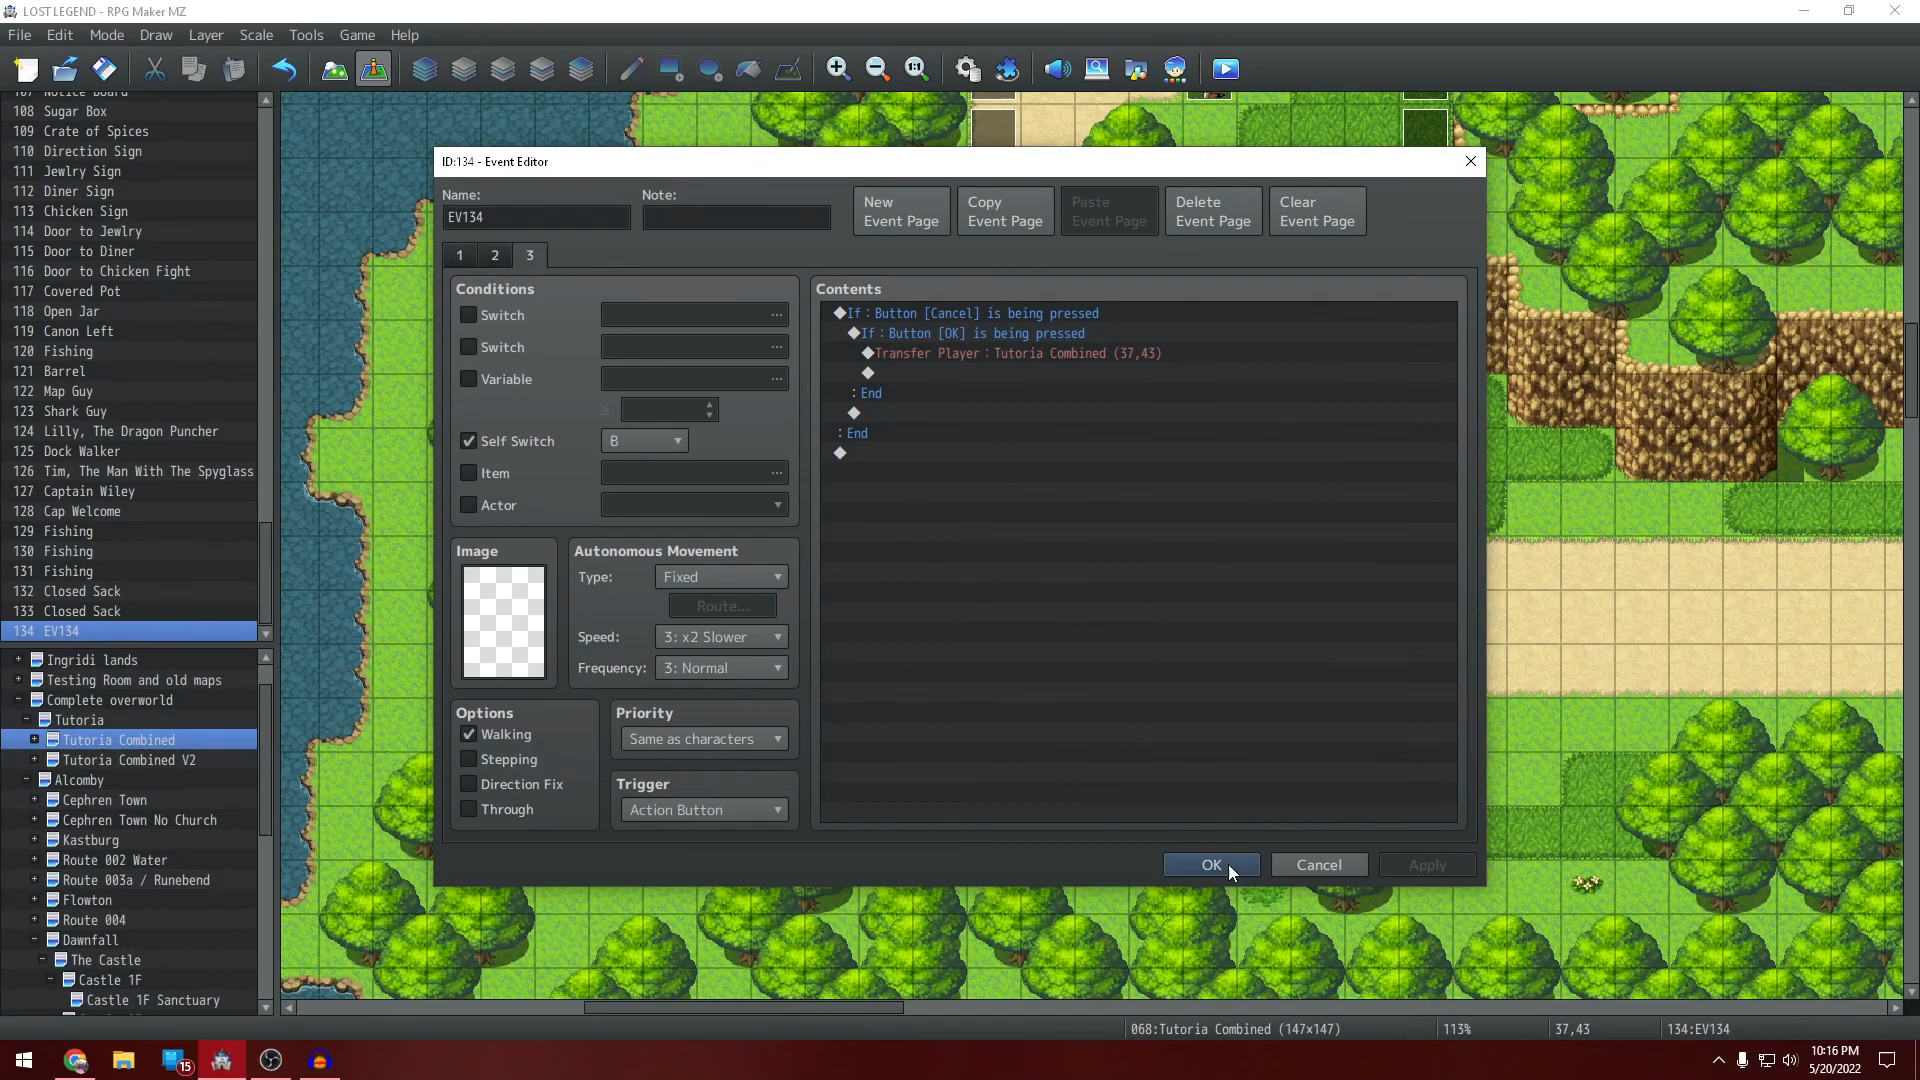 LOSTLEGEND - RPG Maker MZ
File Edit Mode Draw Layer Scale Tools Game Help
107 Notice Board
108 Sugar Box
109 Crate of Spices
110 Direction Sign
111 Jewlry Sign
112 Diner Sign
113 Chicken Sign
114 Door to Jewlry
115 Door to Diner
116 Door to Chicken Fight
117 Covered Pot
118 Open Jar
119 Canon Left
120 Fishing
121 Barrel
122 Map Guy
123 Shark Guy
124 Lilly, The Dragon Puncher
125 Dock Walker
126 Tim, The Man With The Spyglass
127 Captain Wiley
128 Cap Welcome
129 Fishing
130 Fishing
131 Fishing
132 Closed Sack
133 Closed Sack
134 EV134
Ingridi lands
Testing Room and old maps
Complete overworld
Tutoria
Tutoria Combined
Tutoria Combined V2
Alcomby
Cephren Town
Cephren Town No Church
Kastburg
Route 002 Water
Route 003a / Runebend
Flowton
Route 004
Dawnfall
The Castle
Castle 1F
Castle 1F Sanctuary
ID:134 - Event Editor
Name:
EV134
Note:
New
Event Page
Copy
Event Page
Paste
Event Page
Delete
Event Page
Clear
Event Page
1 2 3
Conditions
Switch ...
Switch ...
Variable ...
≥
Self Switch B
Item ...
Actor
Image
Autonomous Movement
Type: Fixed
Route...
Speed: 3: x2 Slower
Frequency: 3: Normal
Options
Walking
Stepping
Direction Fix
Through
Priority
Same as characters
Trigger
Action Button
Contents
◆If：Button [Cancel] is being pressed
◆If：Button [OK] is being pressed
◆Transfer Player：Tutoria Combined (37,43)
◆
：End
◆
：End
◆
OK Cancel Apply
068:Tutoria Combined (147x147) 113% 37,43 134:EV134
15
10:16 PM
5/20/2022